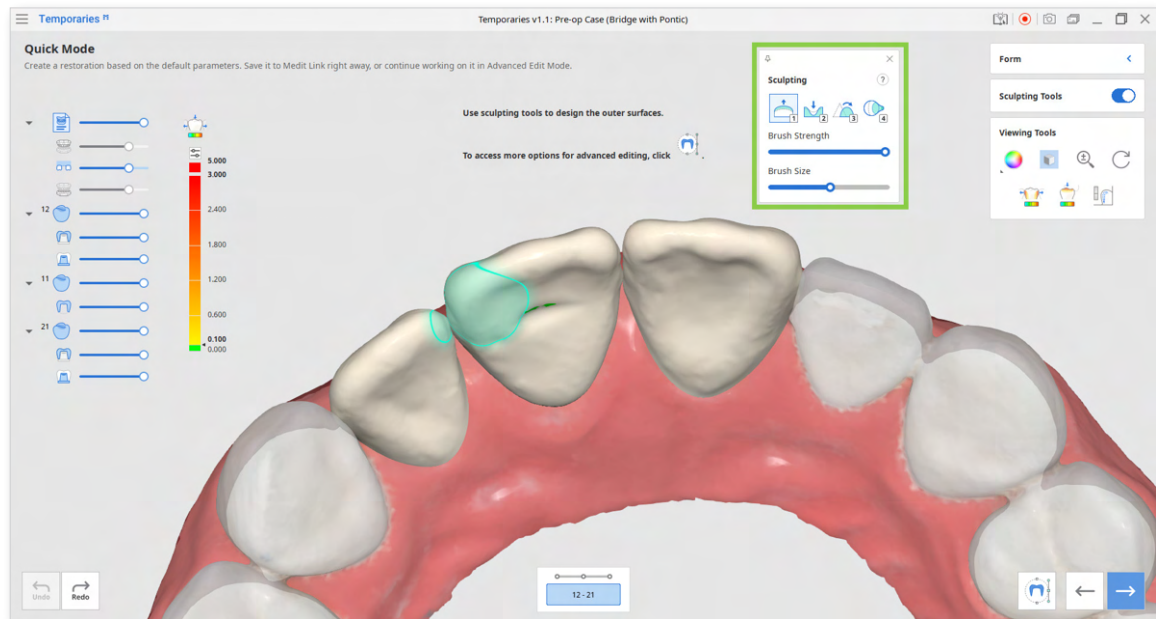 Temporaries
Temporaries v1.1: Pre-op Case (Bridge with Pontic)
Quick Mode
Create a restoration based on the default parameters. Save it to Medit Link right away, or continue working on it in Advanced Edit Mode.
Use sculpting tools to design the outer surfaces.
To access more options for advanced editing, click .
Sculpting
?
1 2 3 4
Brush Strength
Brush Size
Form
Sculpting Tools
Viewing Tools
12
11
21
5.000
3.000
2.400
1.800
1.200
0.600
0.100
0.000
Undo
Redo
12 - 21